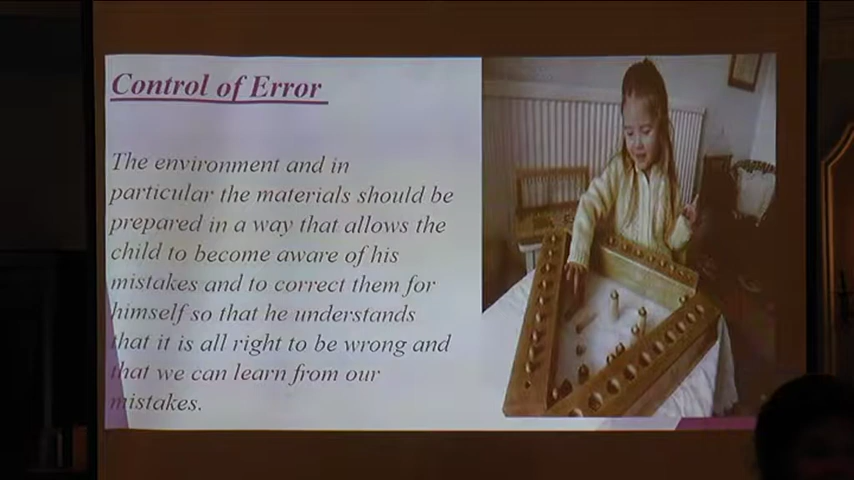 Control of Error
The environment and in
particular the materials should be
prepared in a way that allows the
child to become aware of his
mistakes and to correct them for
himself so that he understands
that it is all right to be wrong and
that we can learn from our
mistakes.